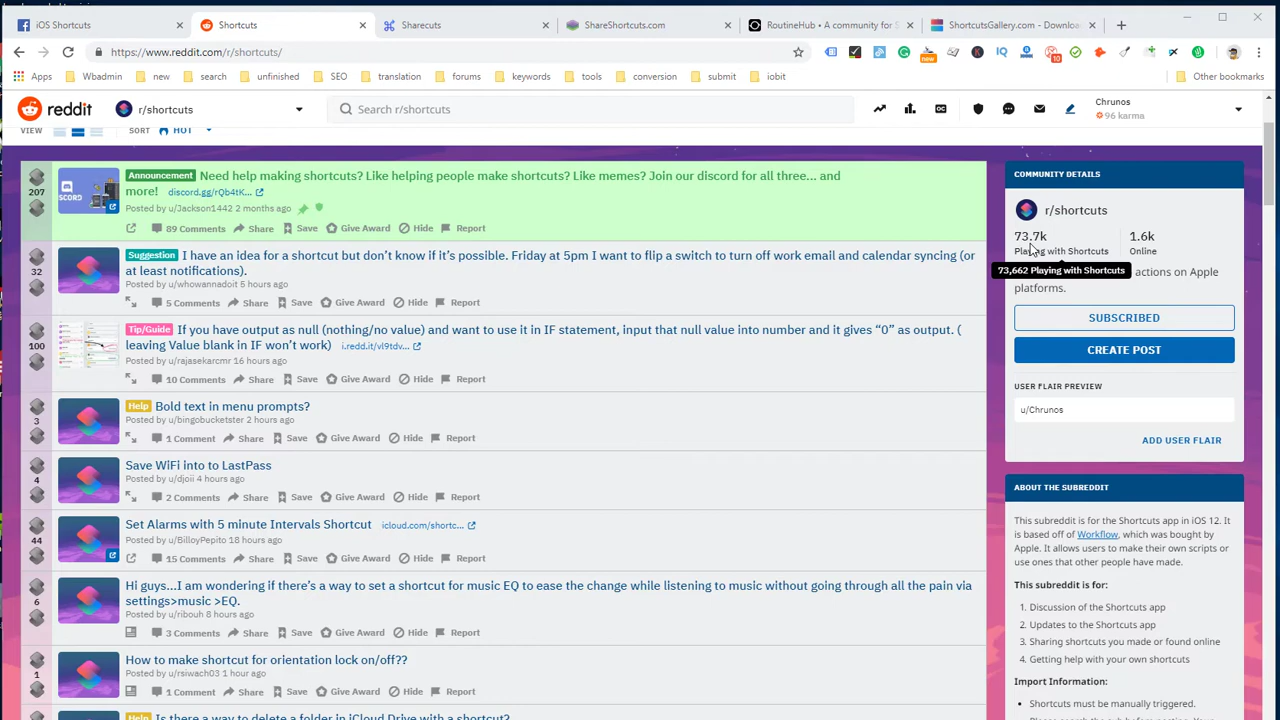 iOS Shortcuts
Shortcuts
Sharecuts
ShareShortcuts.com
RoutineHub • A community for S
ShortcutsGallery.com - Downloa
https://www.reddit.com/r/shortcuts/
new
10
Apps
Wbadmin
new
search
unfinished
SEO
translation
forums
keywords
tools
conversion
submit
iobit
Other bookmarks
reddit
r/shortcuts
Search r/shortcuts
Chrunos
96 karma
VIEW
SORT
HOT
207
Announcement Need help making shortcuts? Like helping people make shortcuts? Like memes? Join our discord for all three... and
more! discord.gg/rQb4tK...
Posted by u/Jackson1442 2 months ago
89 Comments Share Save Give Award Hide Report
32
Suggestion I have an idea for a shortcut but don't know if it's possible. Friday at 5pm I want to flip a switch to turn off work email and calendar syncing (or
at least notifications).
Posted by u/whowannadoit 5 hours ago
5 Comments Share Save Give Award Hide Report
100
Tip/Guide If you have output as null (nothing/no value) and want to use it in IF statement, input that null value into number and it gives “0” as output. (
leaving Value blank in IF won't work) i.redd.it/vl9tdv...
Posted by u/rajasekarcmr 16 hours ago
10 Comments Share Save Give Award Hide Report
3
Help Bold text in menu prompts?
Posted by u/bingobucketster 2 hours ago
1 Comment Share Save Give Award Hide Report
4
Save WiFi into to LastPass
Posted by u/djoii 4 hours ago
2 Comments Share Save Give Award Hide Report
44
Set Alarms with 5 minute Intervals Shortcut icloud.com/shortc...
Posted by u/BilloyPepito 18 hours ago
15 Comments Share Save Give Award Hide Report
6
Hi guys...I am wondering if there's a way to set a shortcut for music EQ to ease the change while listening to music without going through all the pain via
settings>music >EQ.
Posted by u/ribouh 8 hours ago
3 Comments Share Save Give Award Hide Report
1
How to make shortcut for orientation lock on/off??
Posted by u/rsiwach03 1 hour ago
1 Comment Share Save Give Award Hide Report
Help Is there a way to delete a folder in iCloud Drive with a shortcut?
COMMUNITY DETAILS
r/shortcuts
73.7k
1.6k
Playing with Shortcuts
Online
73,662 Playing with Shortcuts
actions on Apple
platforms.
SUBSCRIBED
CREATE POST
USER FLAIR PREVIEW
u/Chrunos
ADD USER FLAIR
ABOUT THE SUBREDDIT
This subreddit is for the Shortcuts app in iOS 12. It
is based off of Workflow, which was bought by
Apple. It allows users to make their own scripts or
use ones that other people have made.
This subreddit is for:
1. Discussion of the Shortcuts app
2. Updates to the Shortcuts app
3. Sharing shortcuts you made or found online
4. Getting help with your own shortcuts
Import Information:
• Shortcuts must be manually triggered.